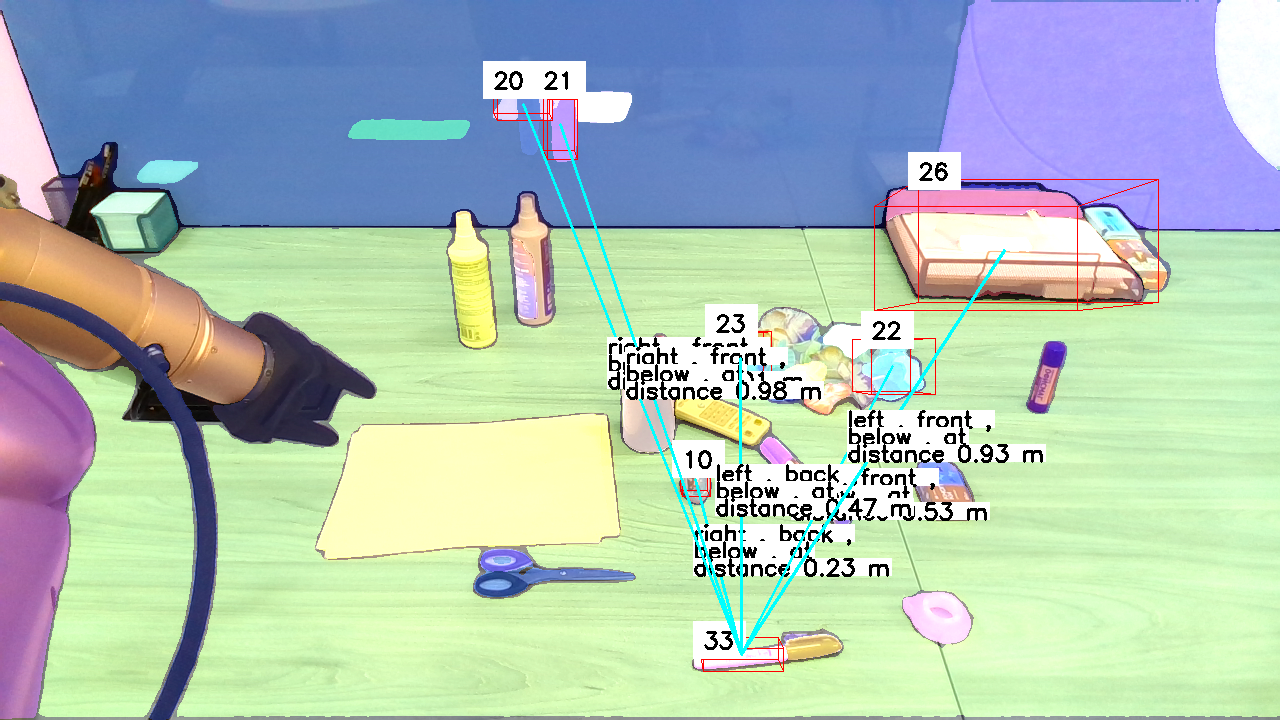 20 21
26
23
22
right . front ,
below . at
distance 0.98 m
left . front ,
below . at
distance 0.93 m
10
left . back ,
below . at
distance 0.47 m
front ,
0.53 m
right . back ,
below . at
distance 0.23 m
33